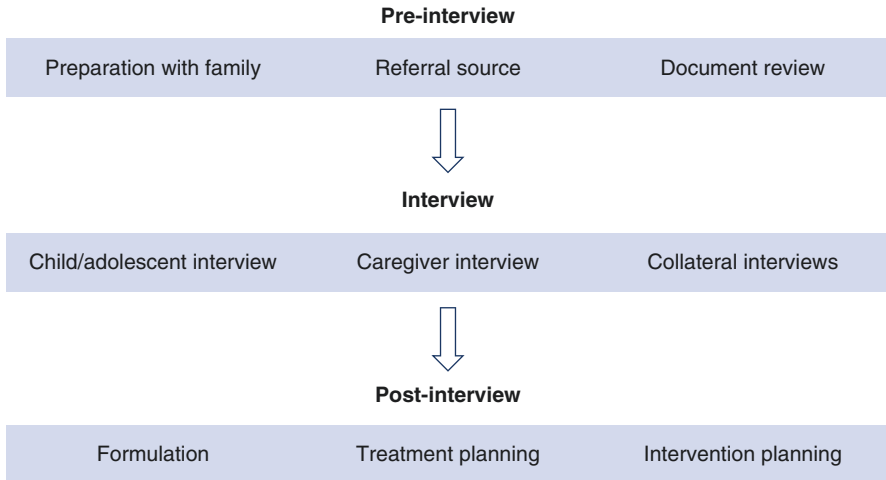 Pre-interview
Preparation with family Referral source Document review
Interview
Child/adolescent interview Caregiver interview Collateral interviews
Post-interview
Formulation Treatment planning Intervention planning